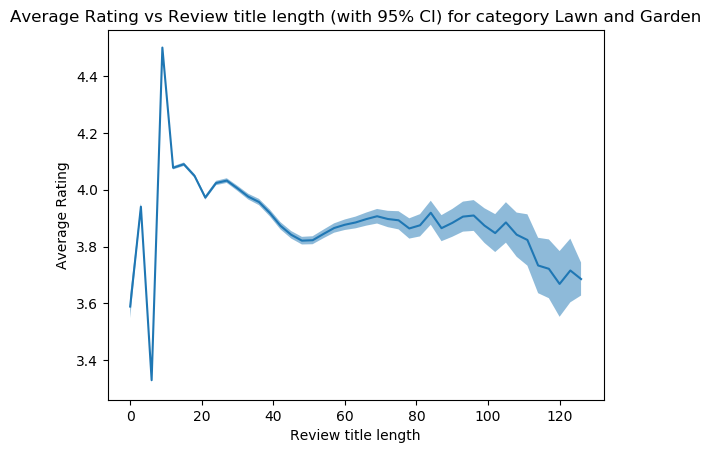 Average Rating vs Review title length (with 95% CI) for category Lawn and Garden
4.4
4.2
4.0
3.8
3.6
3.4
Average Rating
0 20 40 60 80 100 120
Review title length